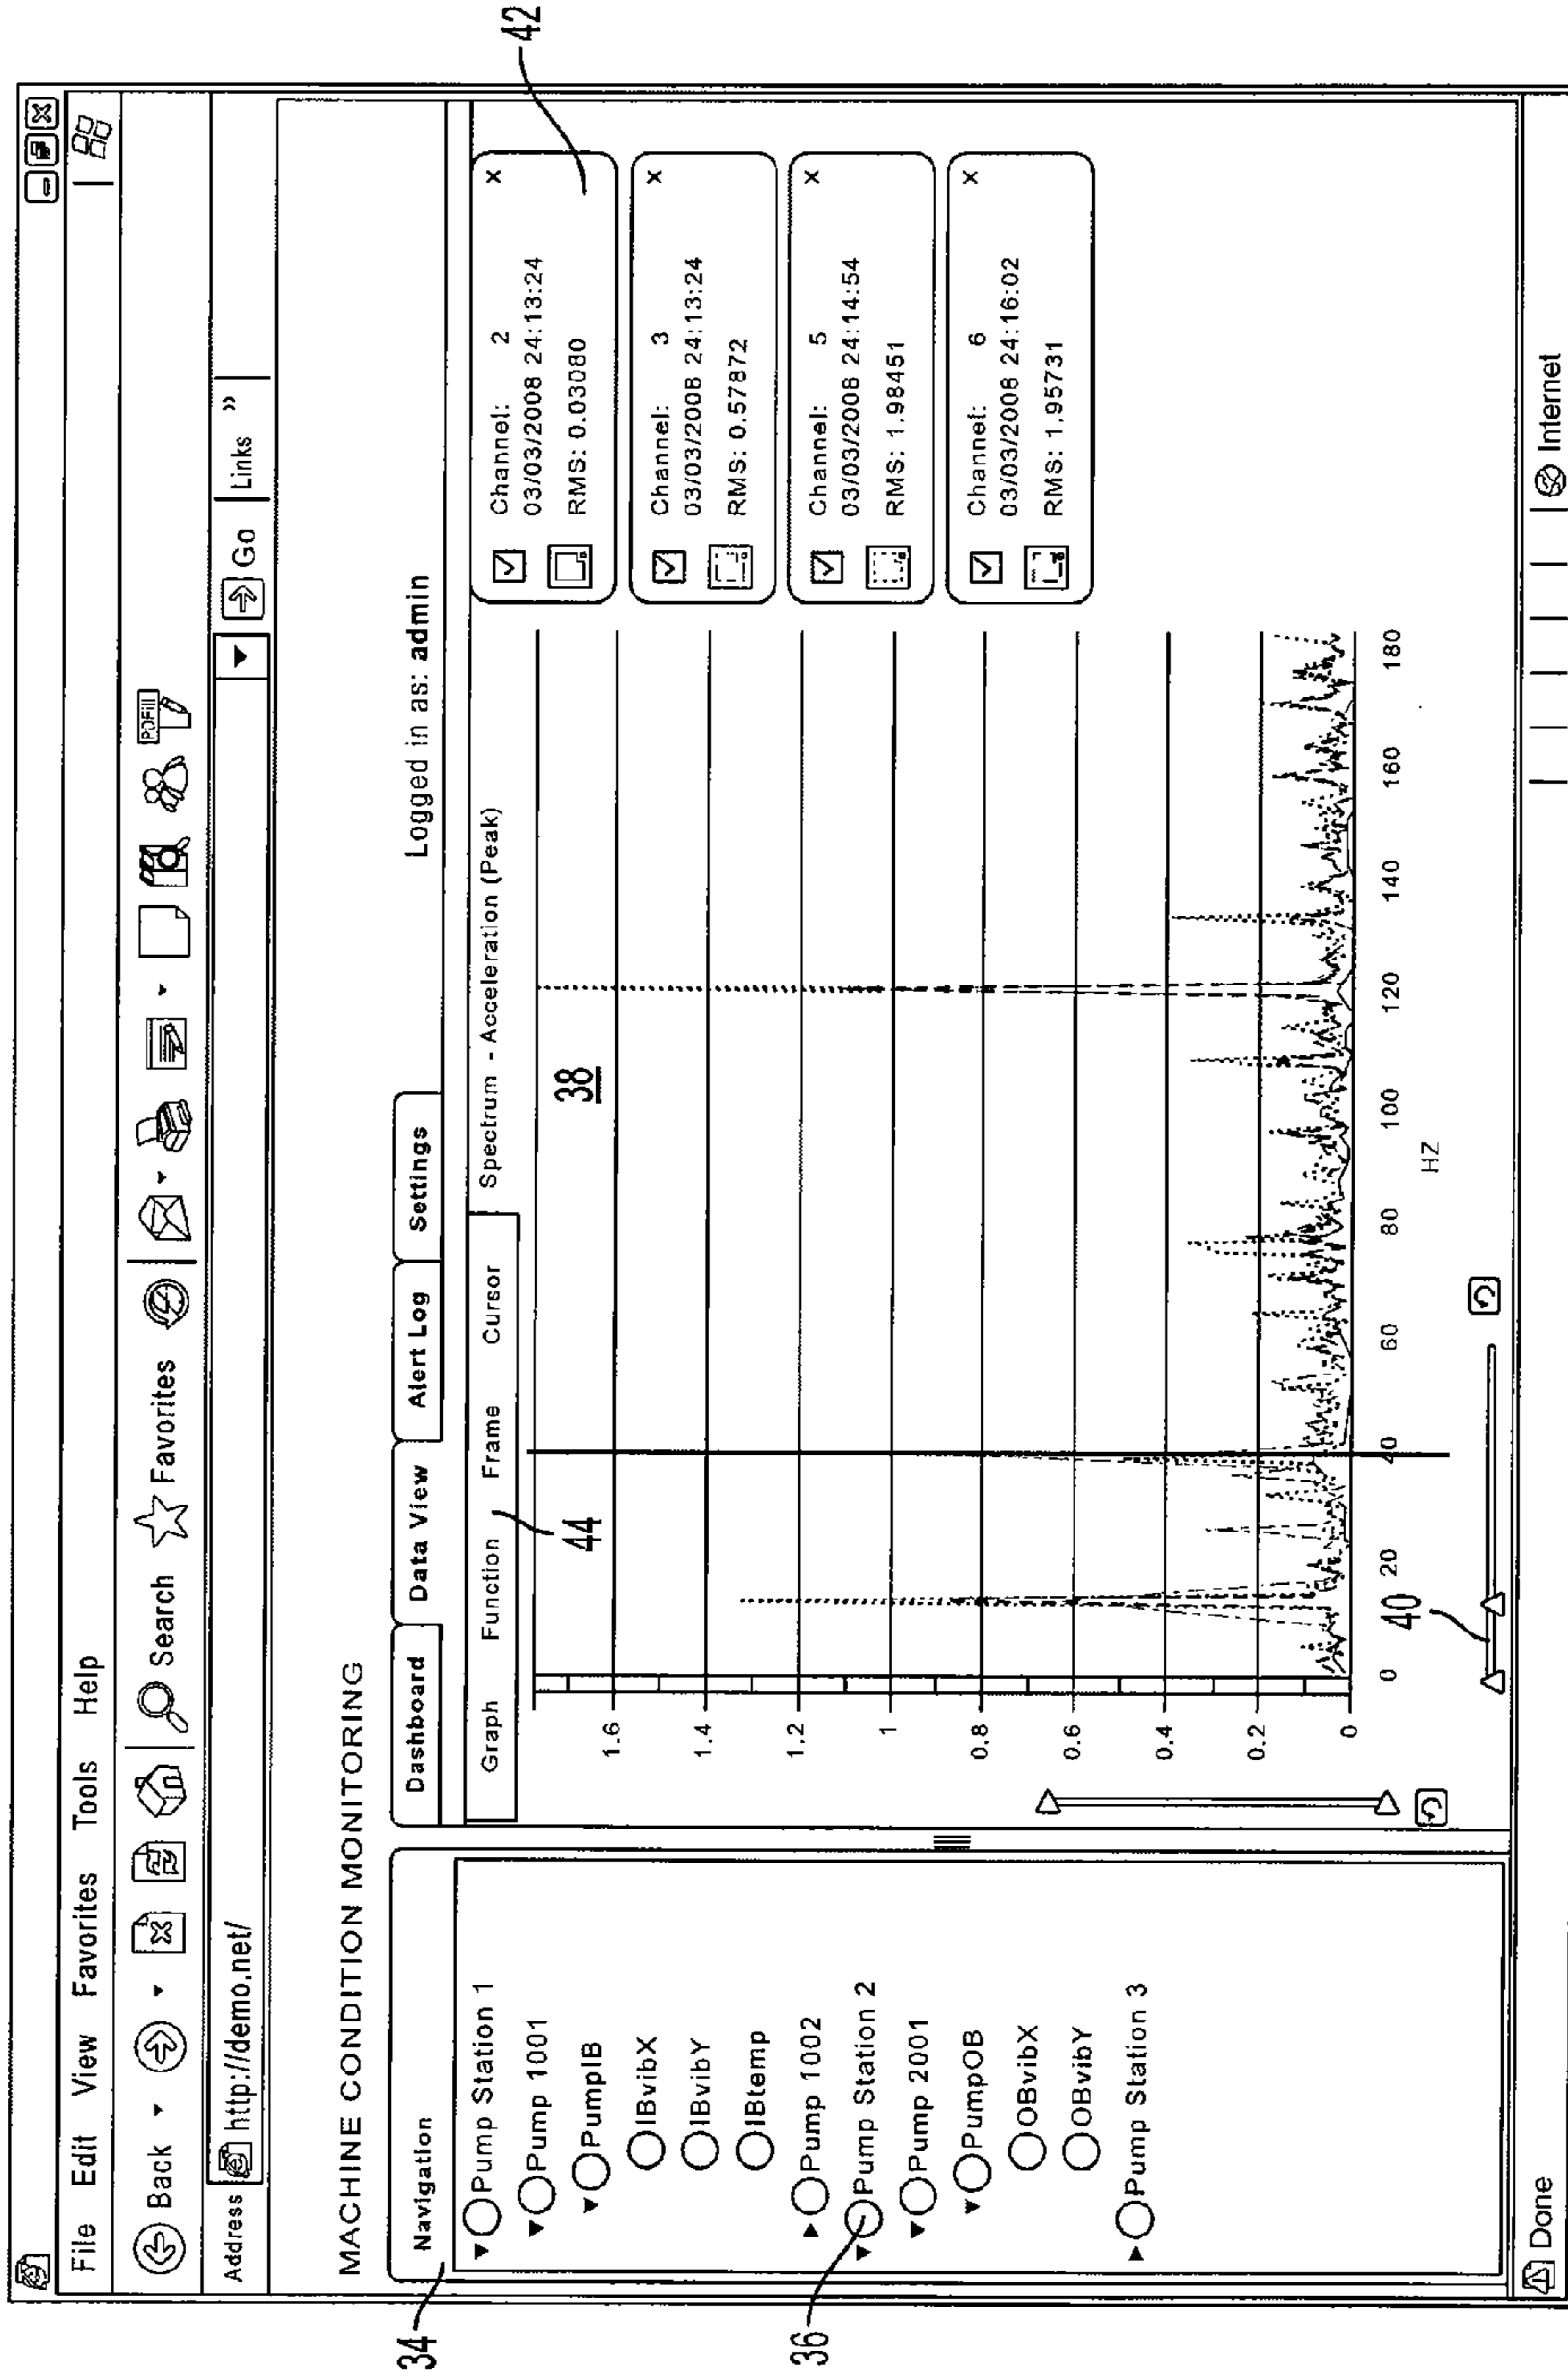 File Edit View Favorites Tools Help
Back Search Favorites PDFill
Address http://demo.net/ Go Links »
MACHINE CONDITION MONITORING
Logged in as: admin
34
Navigation
Pump Station 1
Pump 1001
PumpIB
IBvibX
IBvibY
IBtemp
Pump 1002
36
Pump Station 2
Pump 2001
PumpOB
OBvibX
OBvibY
Pump Station 3
Dashboard Data View Alert Log Settings
Graph Function Frame Cursor
Spectrum - Acceleration (Peak)
44
38
1.6
1.4
1.2
1
0.8
0.6
0.4
0.2
0
0 20 40 60 80 100 120 140 160 180
HZ
40
42
Channel: 2 x
03/03/2008 24:13:24
RMS: 0.03080
Channel: 3 x
03/03/2008 24:13:24
RMS: 0.57872
Channel: 5 x
03/03/2008 24:14:54
RMS: 1.98451
Channel: 6 x
03/03/2008 24:16:02
RMS: 1.95731
Done Internet